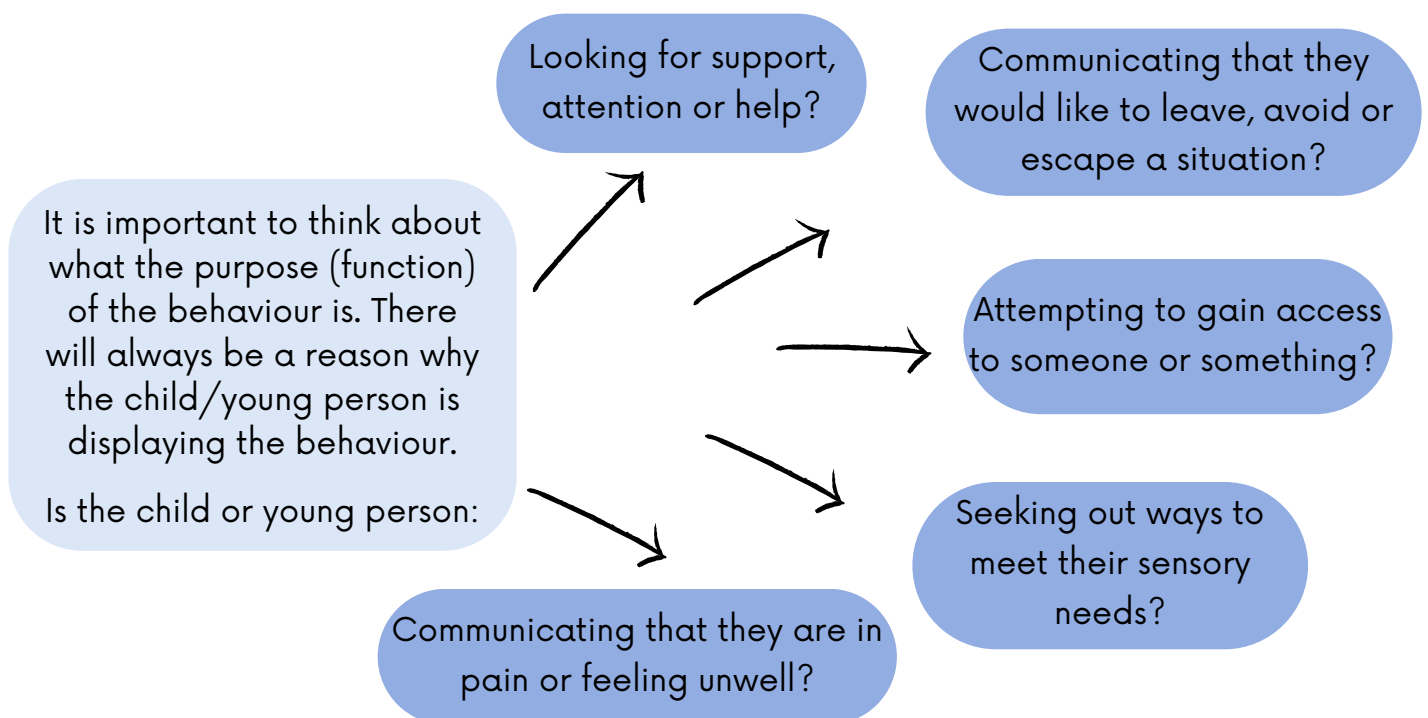 It is important to think about
what the purpose (function)
of the behaviour is. There
will always be a reason why
the child/young person is
displaying the behaviour.
Is the child or young person:
Looking for support,
attention or help?
Communicating that they
would like to leave, avoid or
escape a situation?
Attempting to gain access
to someone or something?
Seeking out ways to
meet their sensory
needs?
Communicating that they are in
pain or feeling unwell?